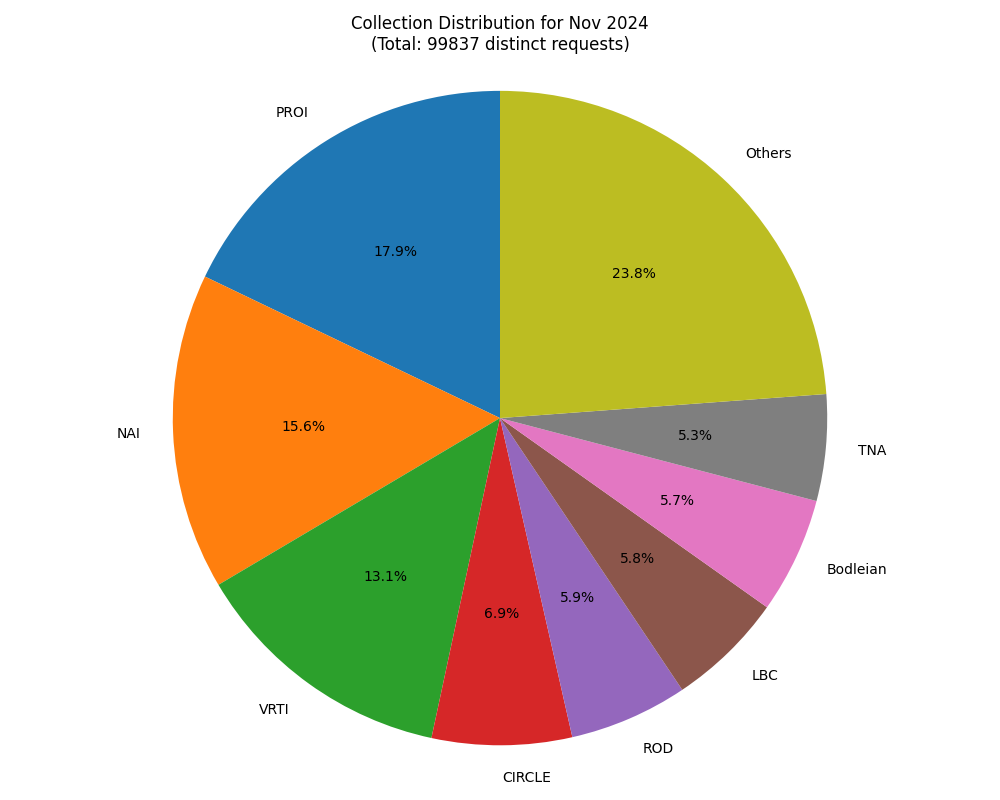 Collection Distribution for Nov 2024
(Total: 99837 distinct requests)
PROI
17.9%
Others
23.8%
NAI
15.6%
VRTI
13.1%
CIRCLE
6.9%
ROD
5.9%
LBC
5.8%
Bodleian
5.7%
TNA
5.3%